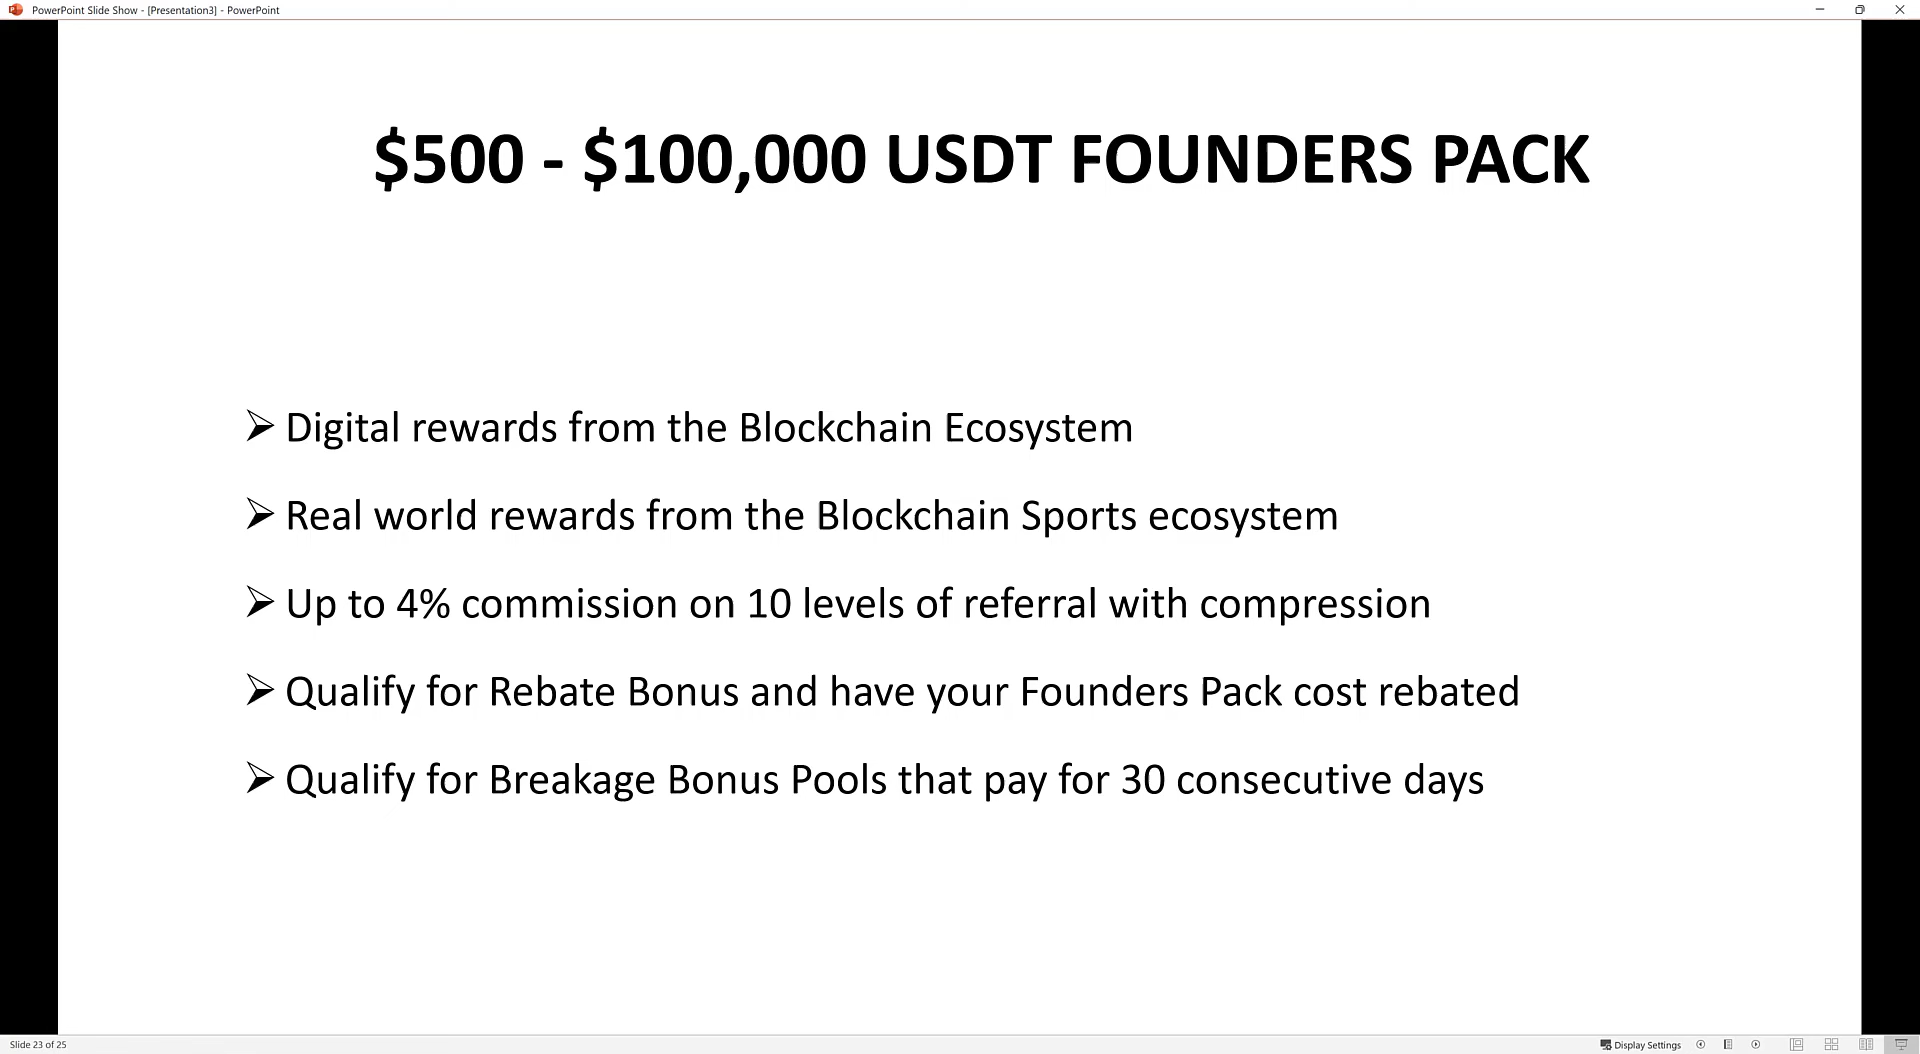 PowerPoint Slide Show - [Presentation3] - PowerPoint
$500 - $100,000 USDT FOUNDERS PACK
Digital rewards from the Blockchain Ecosystem
Real world rewards from the Blockchain Sports ecosystem
Up to 4% commission on 10 levels of referral with compression
Qualify for Rebate Bonus and have your Founders Pack cost rebated
Qualify for Breakage Bonus Pools that pay for 30 consecutive days
Slide 23 of 25
Display Settings